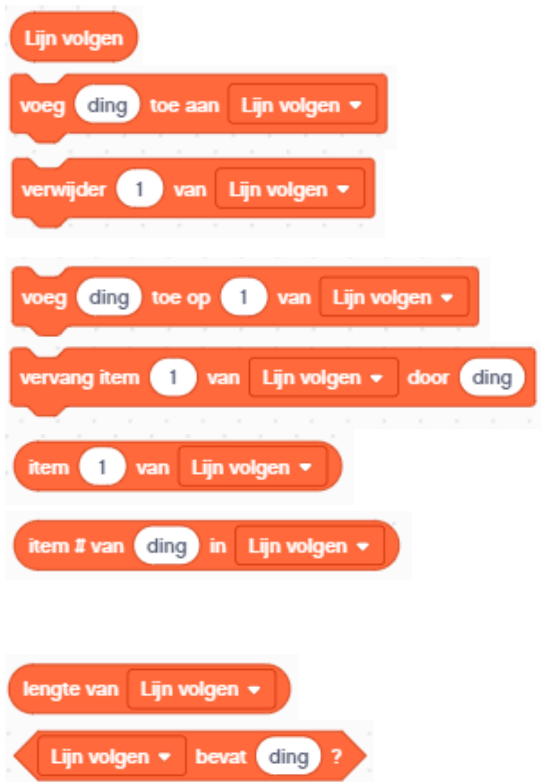 Lijn volgen
voeg ding toe aan Lijn volgen
verwijder 1 van Lijn volgen
voeg ding toe op 1 van Lijn volgen
vervang item 1 van Lijn volgen door ding
item 1 van Lijn volgen
item # van ding in Lijn volgen
lengte van Lijn volgen
Lijn volgen bevat ding ?